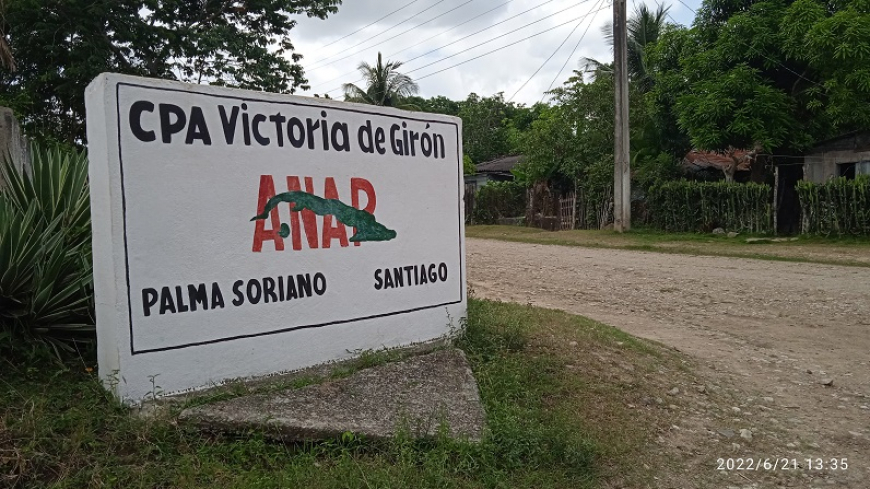 CPA Victoria de Girón
ANAP
PALMA SORIANO SANTIAGO
2022/6/21 13:35